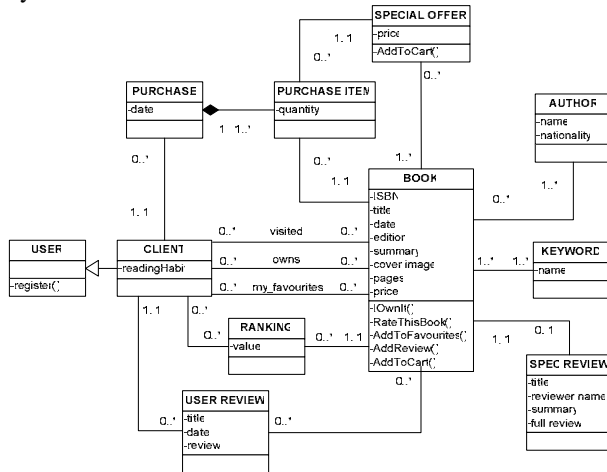 SPECIAL OFFER
-price
-AddToCart()
1..1
0..*
0..*
PURCHASE
-date
1 1..*
PURCHASE ITEM
-quantity
AUTHOR
-name
-nationality
0..*
0..*
1..*
1..*
1..1
1..1
0..*
BOOK
-ISBN
-title
-date
-edition
-summary
-cover image
-pages
-price
-IOwnIt()
-RateThisBook()
-AddToFavourites()
-AddReview()
-AddToCart()
USER
-register()
CLIENT
-readingHabit
0..* visited 0..*
0..* owns 0..*
0..* my_favourites 0..*
1..* 1..*
KEYWORD
-name
1..1
0..*
0..*
RANKING
-value
0..* 1..1
1..1
0..1
SPEC REVIEW
-title
-reviewer name
-summary
-full review
0..*
USER REVIEW
-title
-date
-review
0..*
0..*